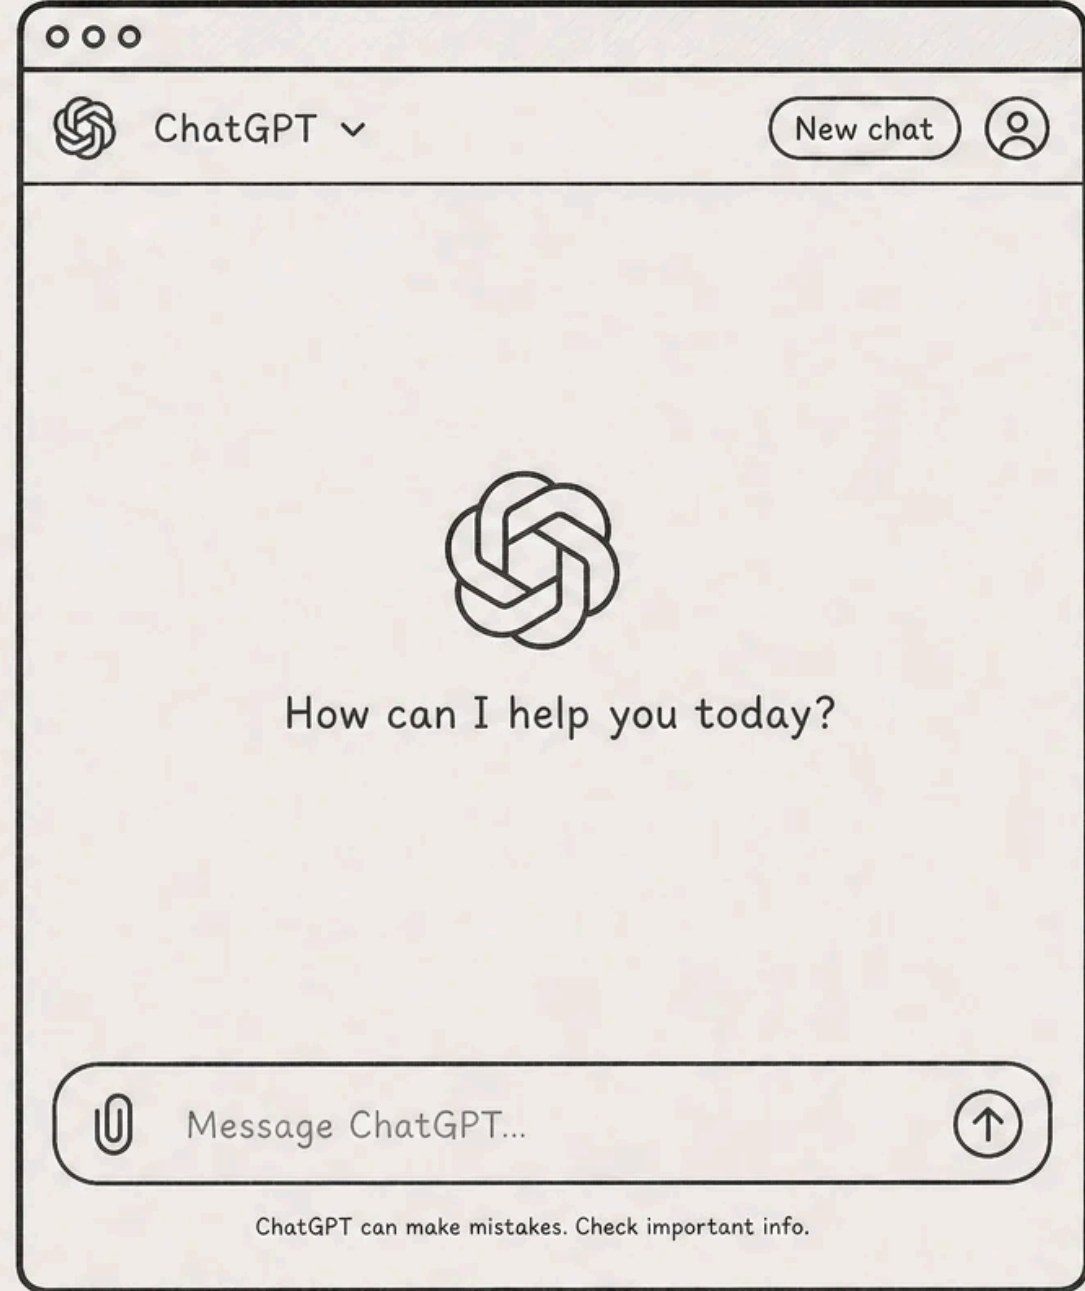 ChatGPT
New chat
How can I help you today?
Message ChatGPT...
ChatGPT can make mistakes. Check important info.